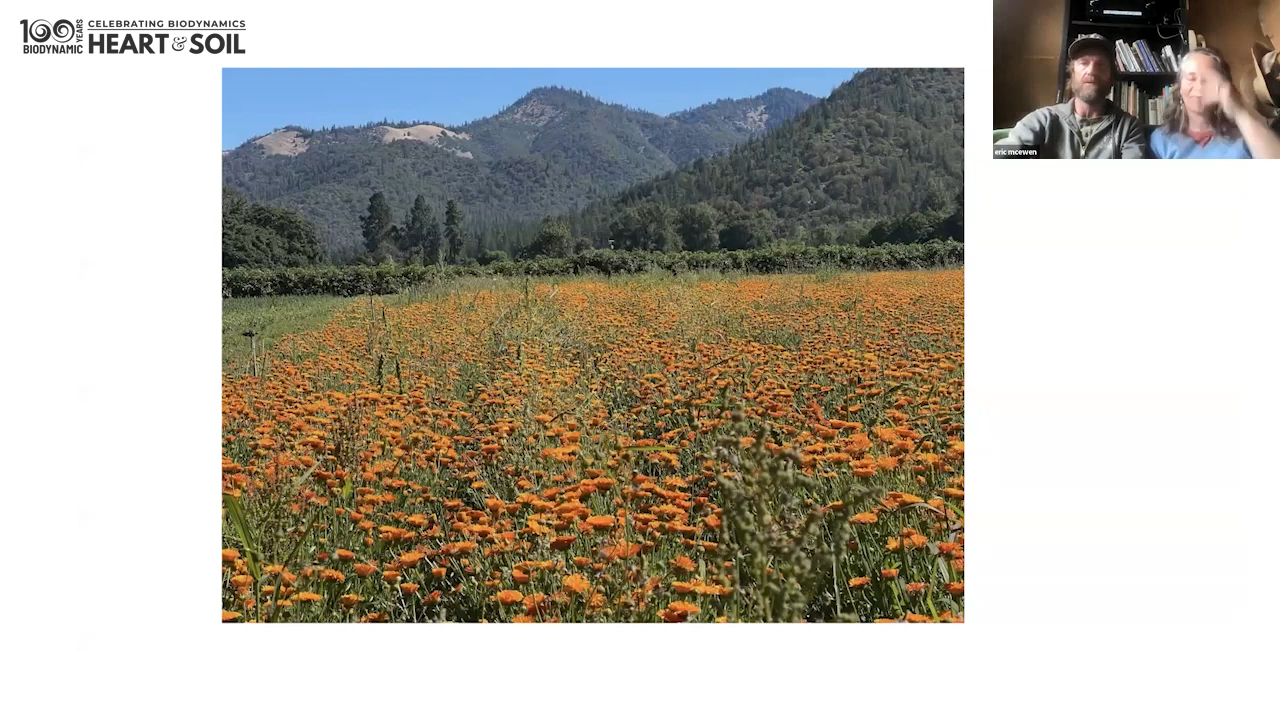 100 YEARS
BIODYNAMIC
CELEBRATING BIODYNAMICS
HEART & SOIL
eric mcewen